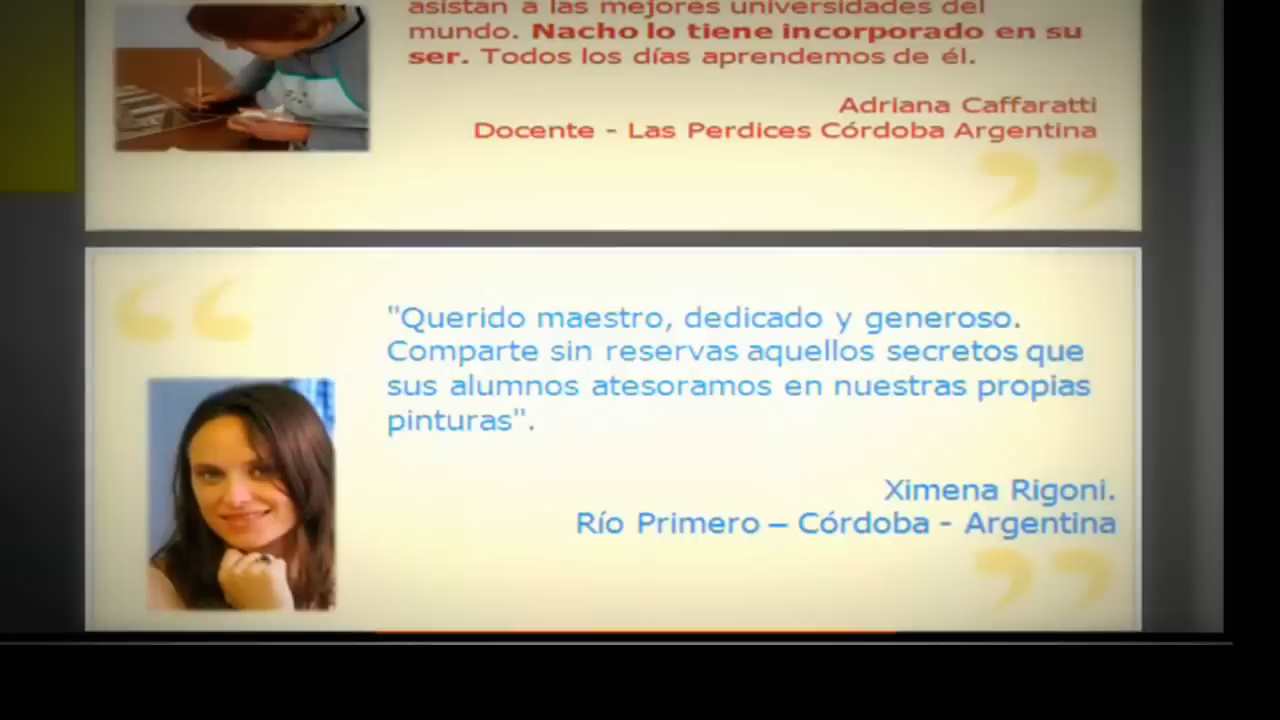 asistan a las mejores universidades del
mundo. Nacho lo tiene incorporado en su
ser. Todos los días aprendemos de él.
Adriana Caffaratti
Docente - Las Perdices Córdoba Argentina
"Querido maestro, dedicado y generoso.
Comparte sin reservas aquellos secretos que
sus alumnos atesoramos en nuestras propias
pinturas".
Ximena Rigoni.
Río Primero – Córdoba - Argentina